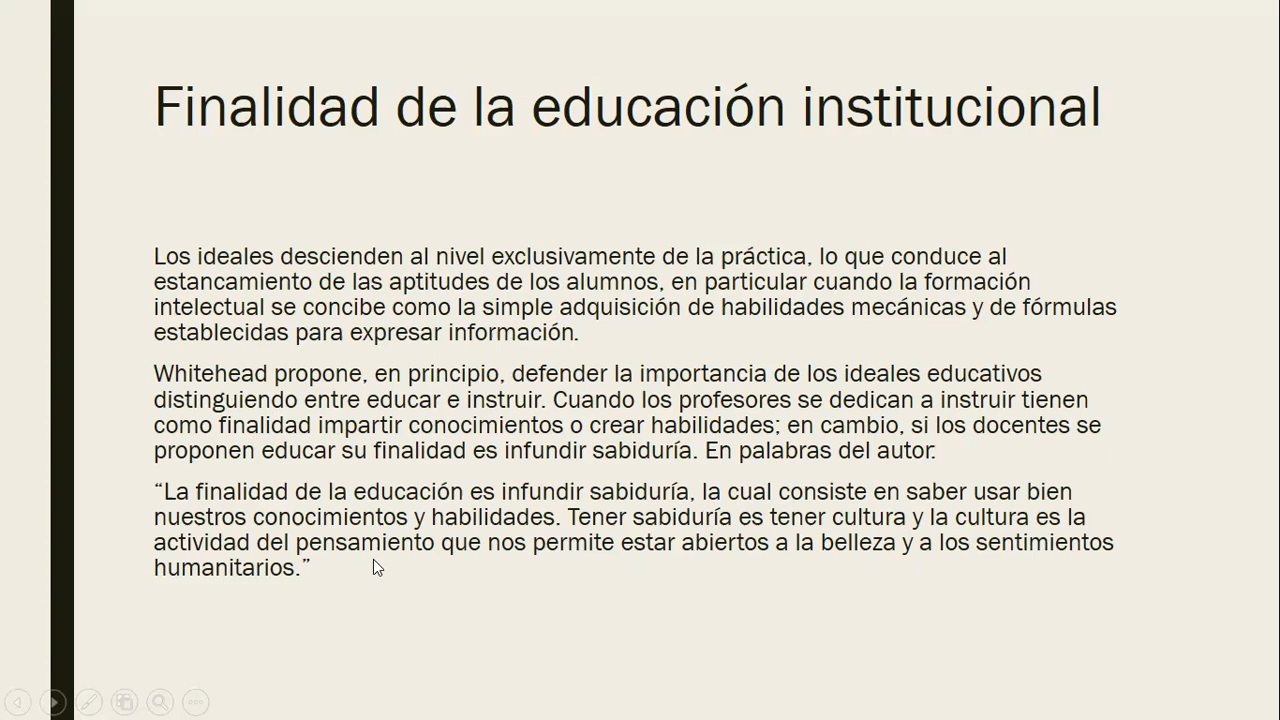 Finalidad de la educación institucional
Los ideales descienden al nivel exclusivamente de la práctica, lo que conduce al
estancamiento de las aptitudes de los alumnos, en particular cuando la formación
intelectual se concibe como la simple adquisición de habilidades mecánicas y de fórmulas
establecidas para expresar información.
Whitehead propone, en principio, defender la importancia de los ideales educativos
distinguiendo entre educar e instruir. Cuando los profesores se dedican a instruir tienen
como finalidad impartir conocimientos o crear habilidades; en cambio, si los docentes se
proponen educar su finalidad es infundir sabiduría. En palabras del autor:
“La finalidad de la educación es infundir sabiduría, la cual consiste en saber usar bien
nuestros conocimientos y habilidades. Tener sabiduría es tener cultura y la cultura es la
actividad del pensamiento que nos permite estar abiertos a la belleza y a los sentimientos
humanitarios.”